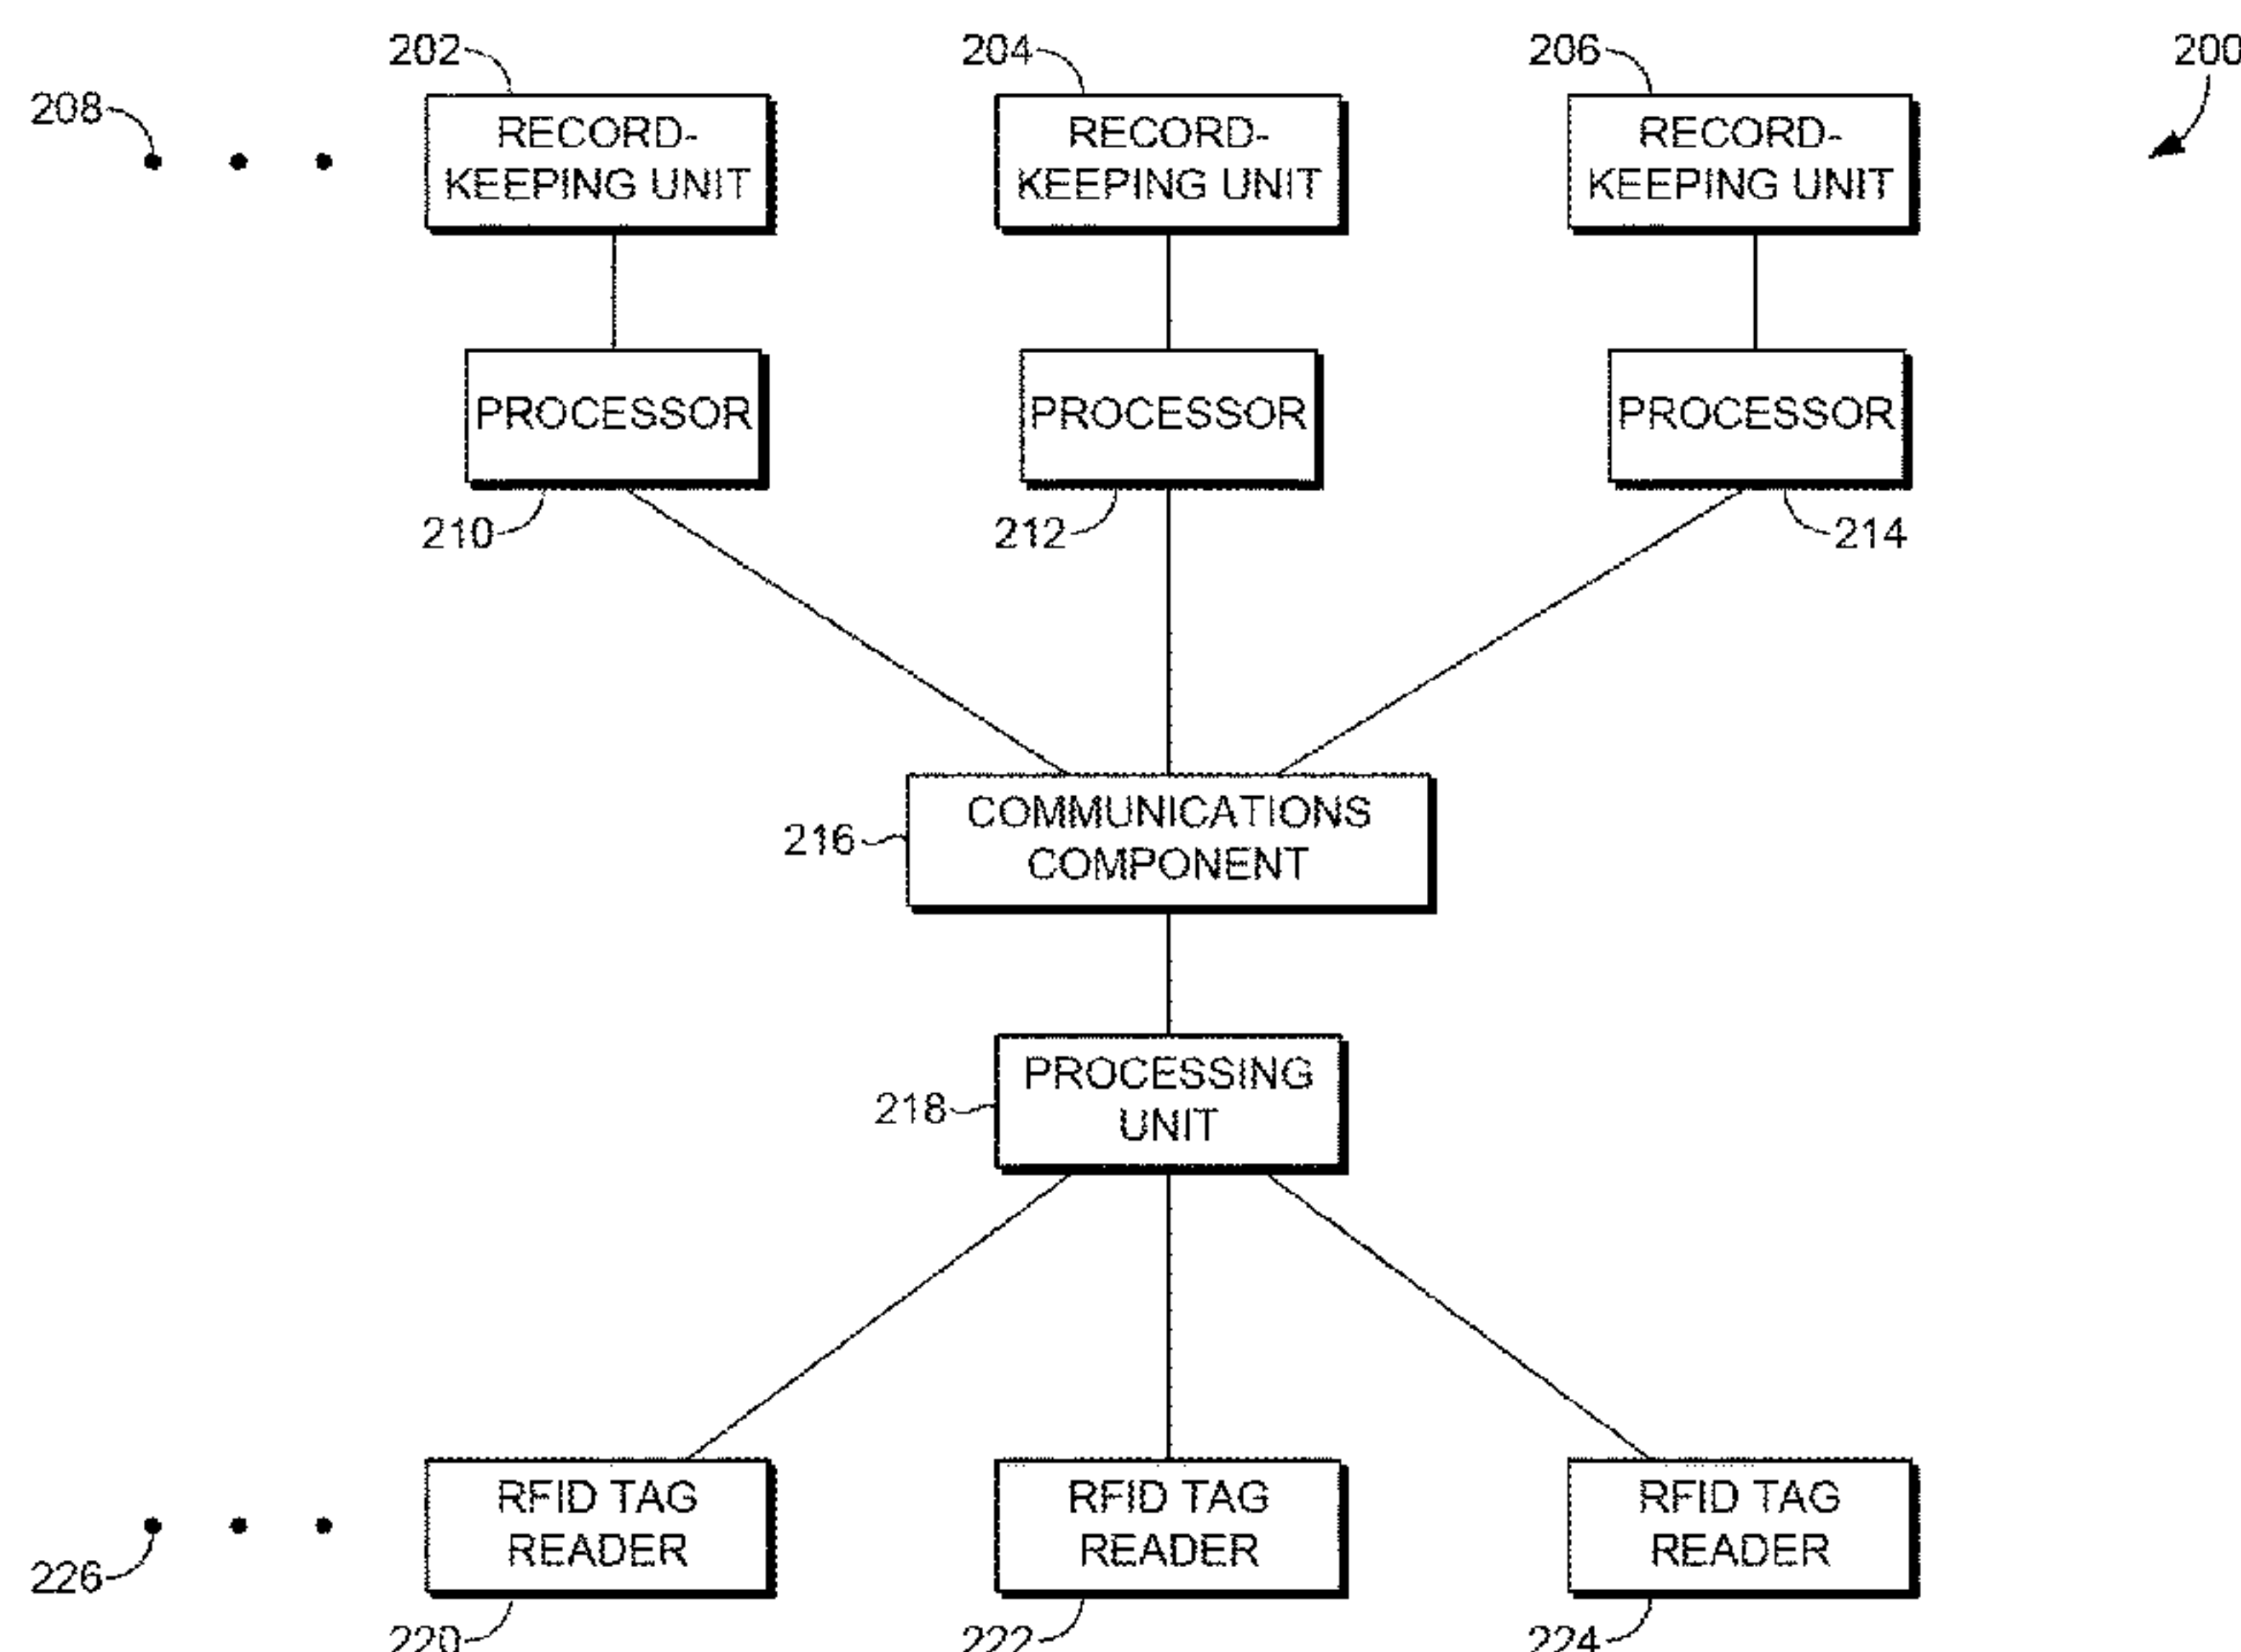 202
204
206
200
208
RECORD-
KEEPING UNIT
RECORD-
KEEPING UNIT
RECORD-
KEEPING UNIT
PROCESSOR
PROCESSOR
PROCESSOR
210
212
214
216
COMMUNICATIONS
COMPONENT
218
PROCESSING
UNIT
RFID TAG
READER
RFID TAG
READER
RFID TAG
READER
226
220
222
224